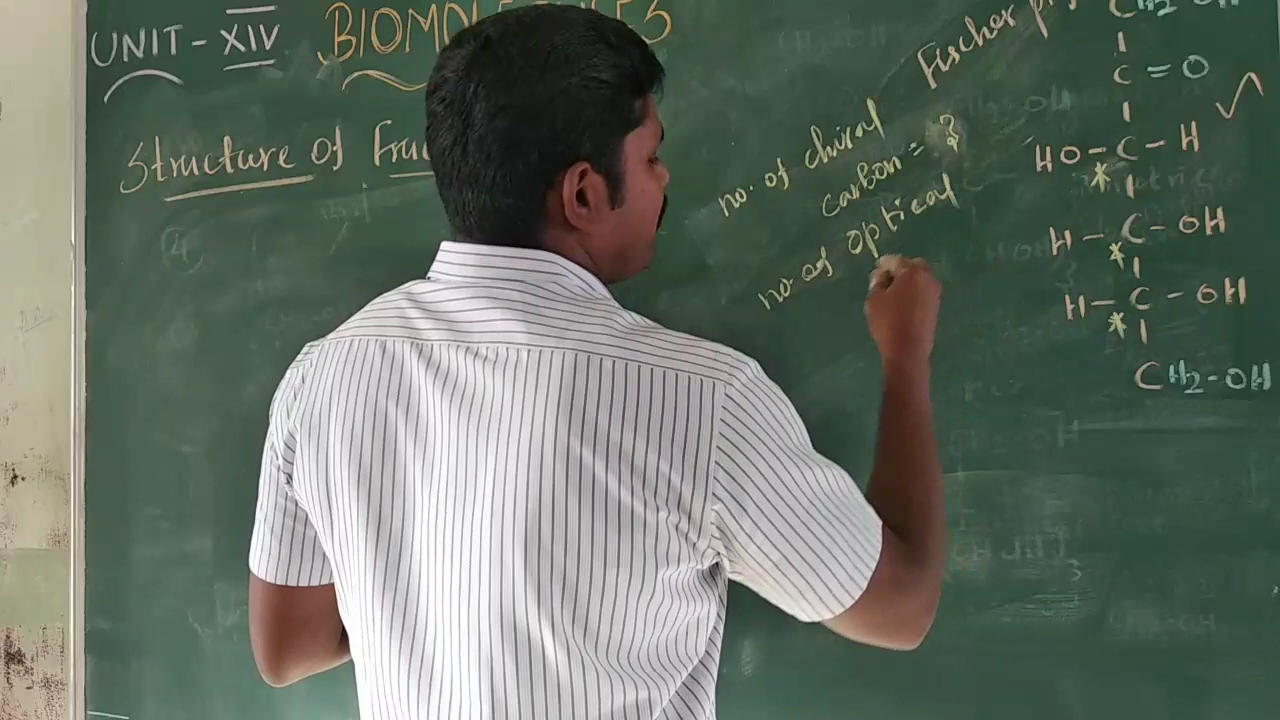 UNIT - XIV
Structure of
4
no. of chiral
carbon = ?
no. of optical
Fischer
CH2-OH
C = O
HO - C - H
*
H - C - OH
*
H - C - OH
*
CH2-OH